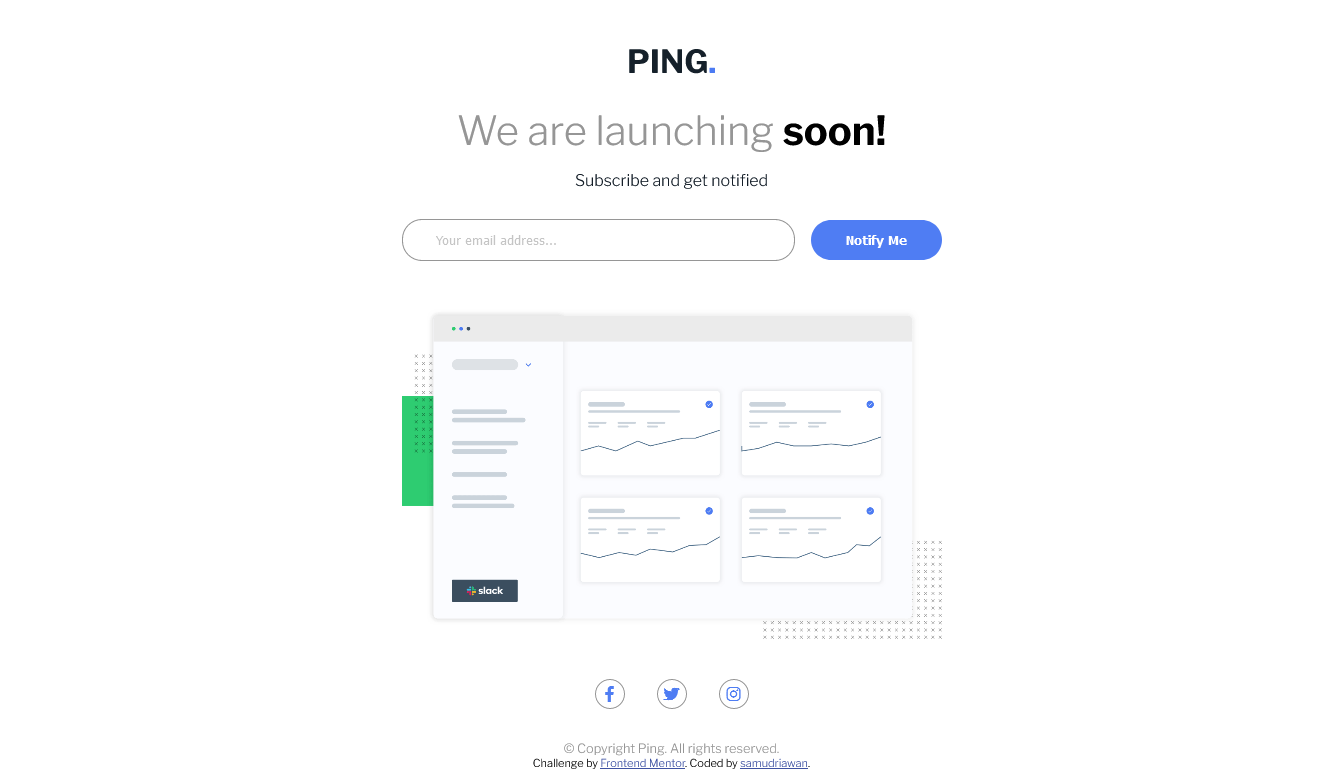 PING.
We are launching soon!
Subscribe and get notified
Your email address...
Notify Me
slack
© Copyright Ping. All rights reserved.
Challenge by Frontend Mentor. Coded by samudriawan.